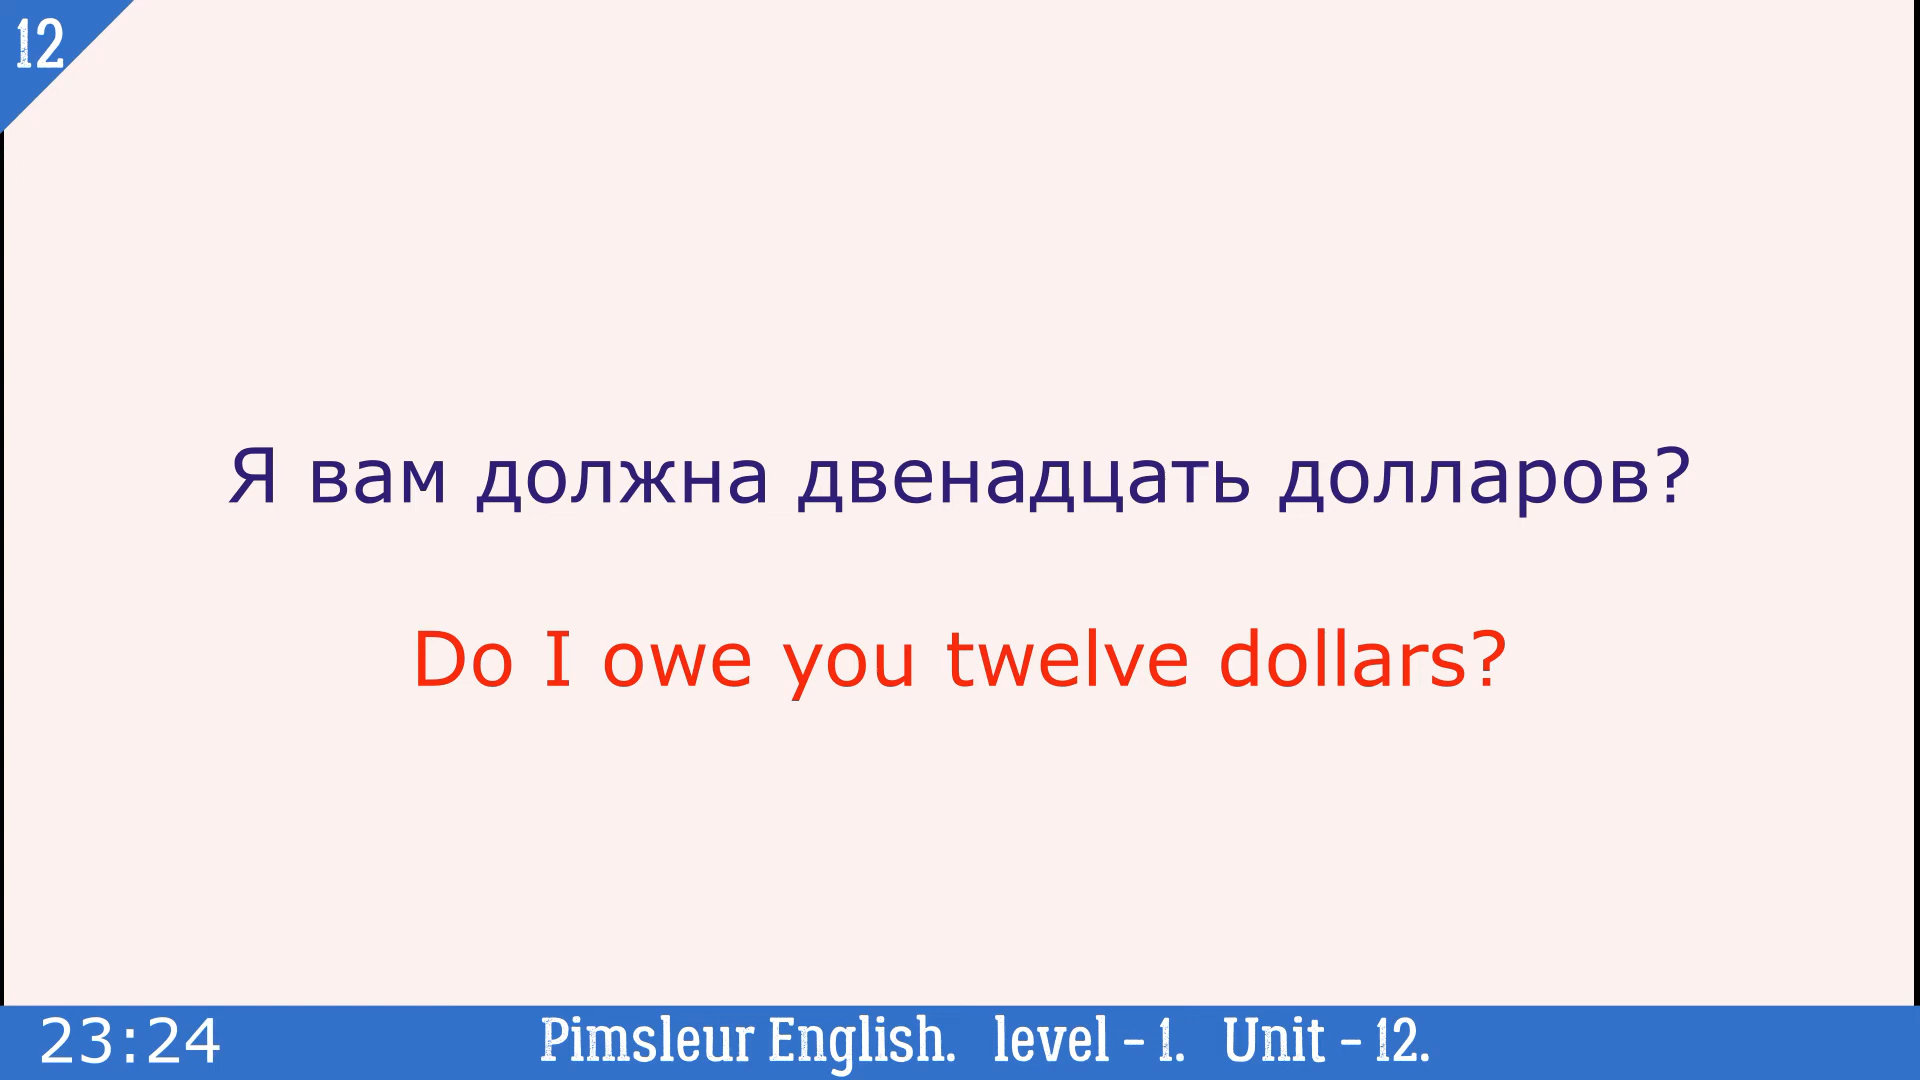 12
Я вам должна двенадцать долларов?
Do I owe you twelve dollars?
23:24 Pimsleur English. level - 1. Unit - 12.